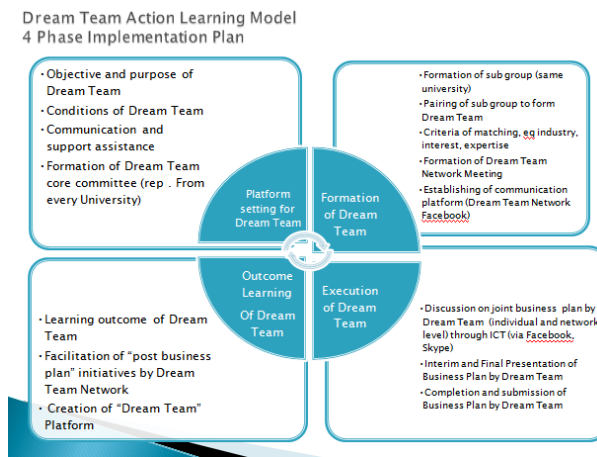 Dream Team Action Learning Model
4 Phase Implementation Plan
•Objective and purpose of
Dream Team
•Conditions of Dream Team
•Communication and
support assistance
•Formation of Dream Team
core committee (rep . From
every University)
•Formation of sub group (same
university)
•Pairing of sub group to form
Dream Team
•Criteria of matching, eg industry,
interest, expertise
•Formation of Dream Team
Network Meeting
•Establishing of communication
platform (Dream Team Network
Facebook)
Platform
setting for
Dream Team
Formation
of Dream
Team
Outcome
Learning
Of Dream
Team
Execution
of Dream
Team
• Learning outcome of Dream
Team
• Facilitation of “post business
plan” initiatives by Dream
Team Network
• Creation of “Dream Team”
Platform
•Discussion on joint business plan by
Dream Team (individual and network
level) through ICT (via Facebook,
Skype)
•Interim and Final Presentation of
Business Plan by Dream Team
•Completion and submission of
Business Plan by Dream Team